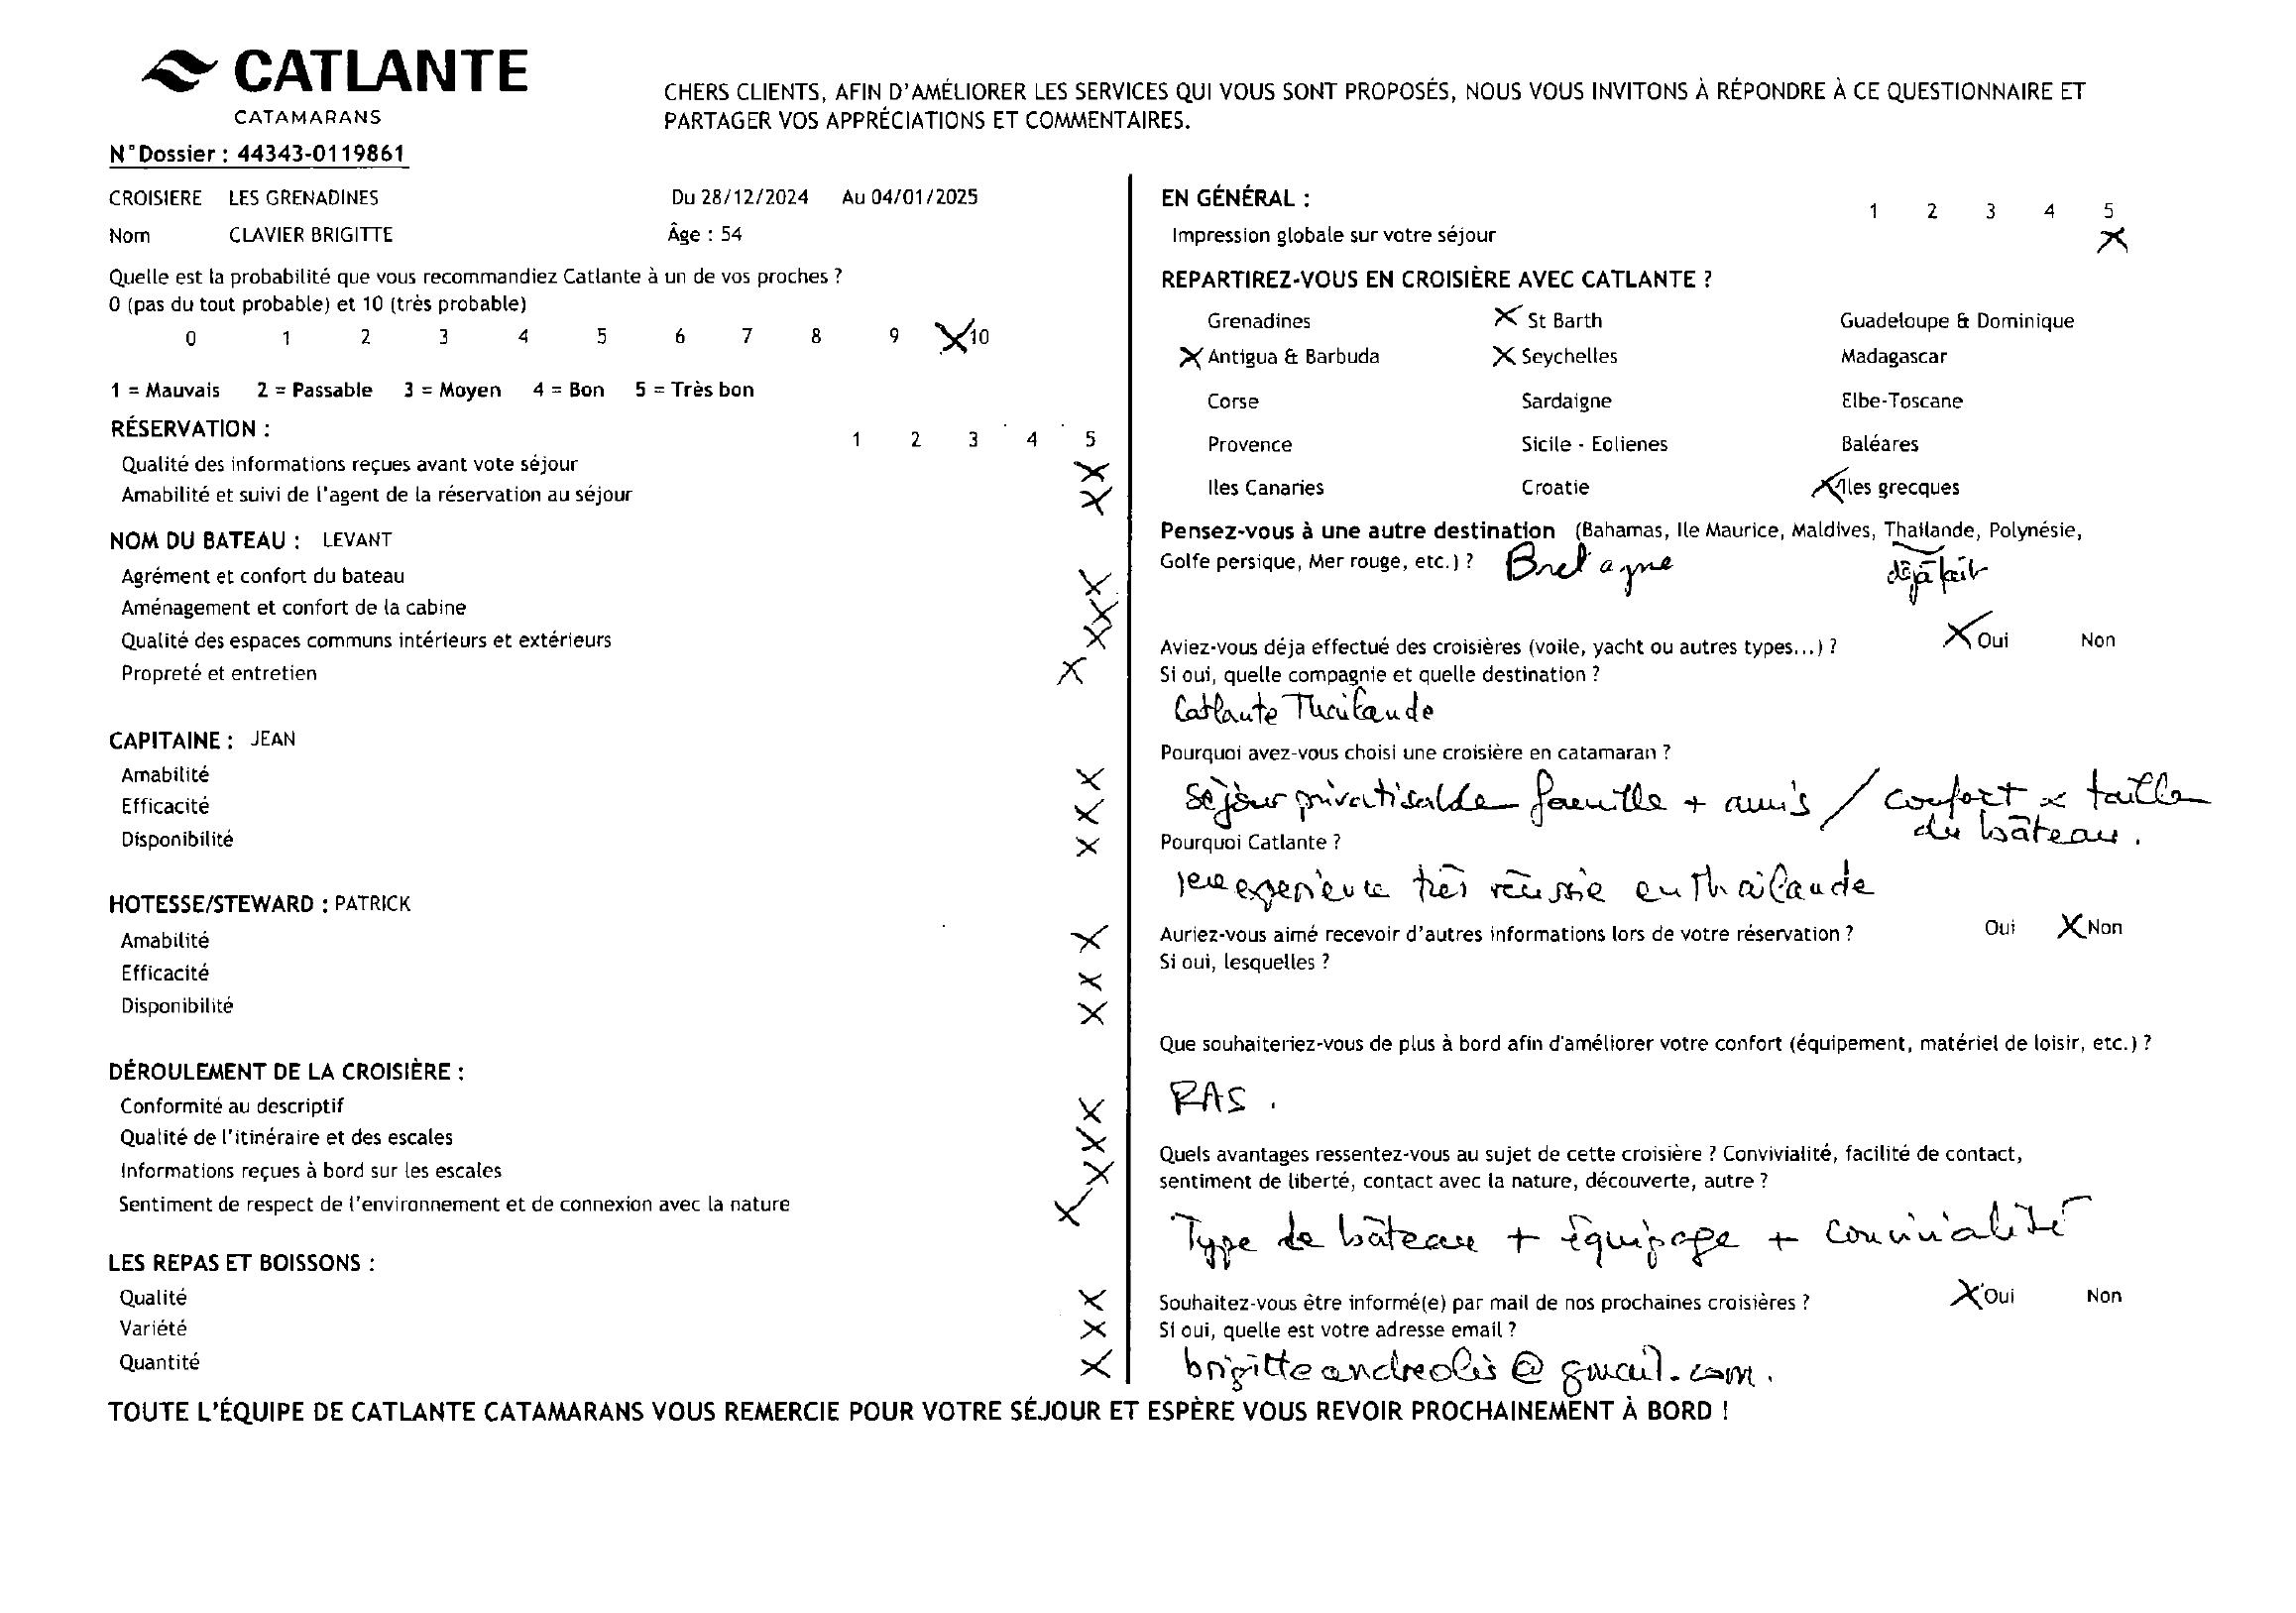 CATLANTE
CATAMARANS
CHERS CLIENTS, AFIN D'AMÉLIORER LES SERVICES QUI VOUS SONT PROPOSÉS, NOUS VOUS INVITONS À RÉPONDRE À CE QUESTIONNAIRE ET
PARTAGER VOS APPRÉCIATIONS ET COMMENTAIRES.
N°Dossier : 44343-0119861
CROISIERE LES GRENADINES Du 28/12/2024 Au 04/01/2025
Nom CLAVIER BRIGITTE Âge : 54
Quelle est la probabilité que vous recommandiez Catlante à un de vos proches ?
0 (pas du tout probable) et 10 (très probable)
0 1 2 3 4 5 6 7 8 9 X 10
1 = Mauvais 2 = Passable 3 = Moyen 4 = Bon 5 = Très bon
RÉSERVATION :
1 2 3 4 5
Qualité des informations reçues avant vote séjour X
Amabilité et suivi de l'agent de la réservation au séjour X
NOM DU BATEAU : LEVANT
Agrément et confort du bateau X
Aménagement et confort de la cabine X
Qualité des espaces communs intérieurs et extérieurs X
Propreté et entretien X
CAPITAINE : JEAN
Amabilité X
Efficacité X
Disponibilité X
HOTESSE/STEWARD : PATRICK
Amabilité X
Efficacité X
Disponibilité X
DÉROULEMENT DE LA CROISIÈRE :
Conformité au descriptif X
Qualité de l'itinéraire et des escales X
Informations reçues à bord sur les escales X
Sentiment de respect de l'environnement et de connexion avec la nature X
LES REPAS ET BOISSONS :
Qualité X
Variété X
Quantité X
EN GÉNÉRAL :
1 2 3 4 5
Impression globale sur votre séjour X
REPARTIREZ-VOUS EN CROISIÈRE AVEC CATLANTE ?
Grenadines X St Barth Guadeloupe & Dominique
X Antigua & Barbuda X Seychelles Madagascar
Corse Sardaigne Elbe-Toscane
Provence Sicile - Eolienes Baléares
Iles Canaries Croatie X Iles grecques
Pensez-vous à une autre destination (Bahamas, Ile Maurice, Maldives, Thaïlande, Polynésie,
Golfe persique, Mer rouge, etc.) ? Bretagne déjà fait
Aviez-vous déja effectué des croisières (voile, yacht ou autres types...) ? X Oui Non
Si oui, quelle compagnie et quelle destination ?
Catlante Thaïlande
Pourquoi avez-vous choisi une croisière en catamaran ?
Séjour privatisable famille + amis / confort x taille
du bâteau.
Pourquoi Catlante ?
1ere experience très réussie en Thaïlande
Auriez-vous aimé recevoir d'autres informations lors de votre réservation ? Oui X Non
Si oui, lesquelles ?
Que souhaiteriez-vous de plus à bord afin d'améliorer votre confort (équipement, matériel de loisir, etc.) ?
RAS.
Quels avantages ressentez-vous au sujet de cette croisière ? Convivialité, facilité de contact,
sentiment de liberté, contact avec la nature, découverte, autre ?
Type de bâteau + équipage + convivialité
Souhaitez-vous être informé(e) par mail de nos prochaines croisières ? X Oui Non
Si oui, quelle est votre adresse email ?
brigitteandreolis@gmail.com.
TOUTE L'ÉQUIPE DE CATLANTE CATAMARANS VOUS REMERCIE POUR VOTRE SÉJOUR ET ESPÈRE VOUS REVOIR PROCHAINEMENT À BORD !